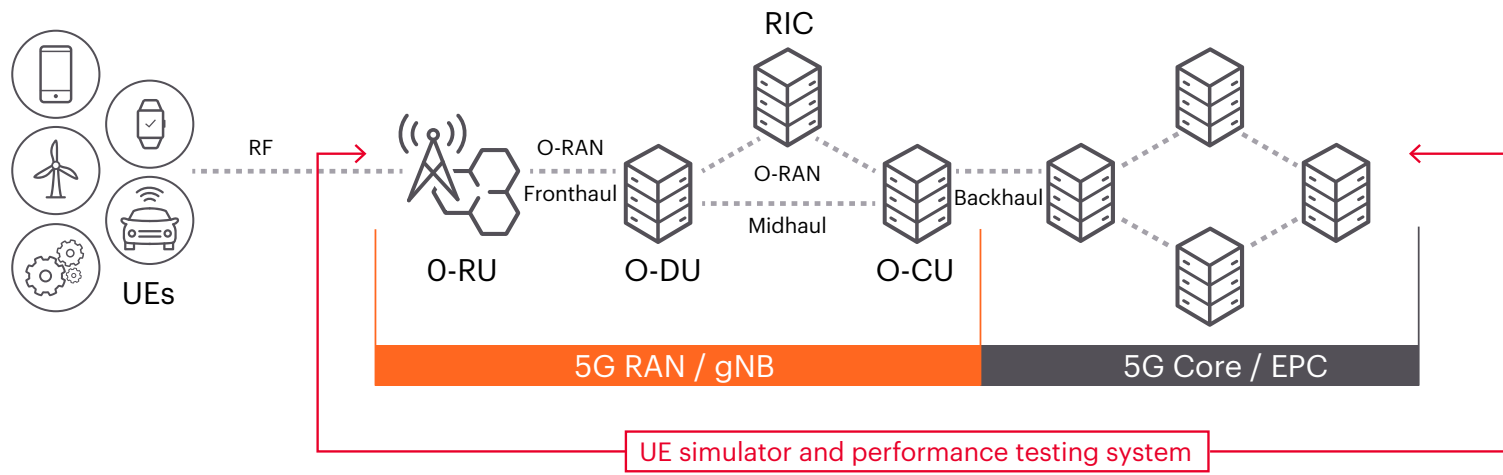 RIC
RF
O-RAN
Fronthaul
O-RAN
Midhaul
Backhaul
UEs
0-RU
O-DU
O-CU
5G RAN / gNB
5G Core / EPC
UE simulator and performance testing system